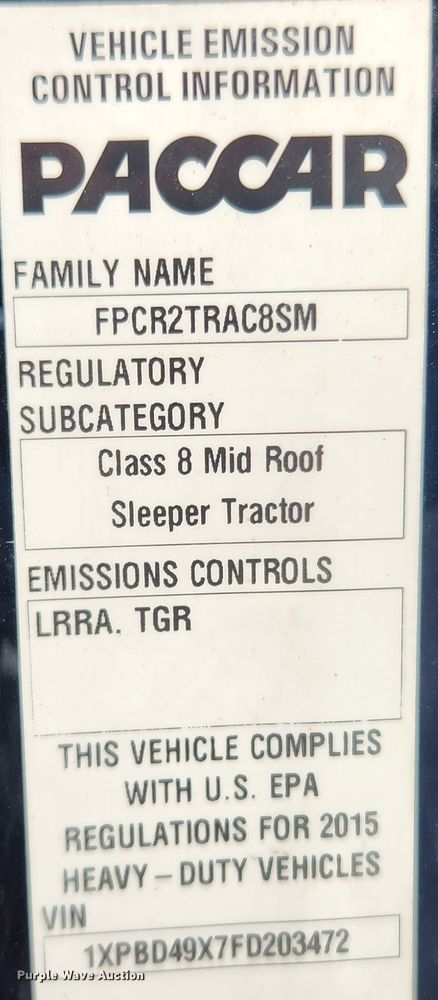 VEHICLE EMISSION
CONTROL INFORMATION
PACCAR
FAMILY NAME
FPCR2TRAC8SM
REGULATORY
SUBCATEGORY
Class 8 Mid Roof
Sleeper Tractor
EMISSIONS CONTROLS
LRRA. TGR
THIS VEHICLE COMPLIES
WITH U.S. EPA
REGULATIONS FOR 2015
HEAVY – DUTY VEHICLES
VIN
1XPBD49X7FD203472
Purple Wave Auction